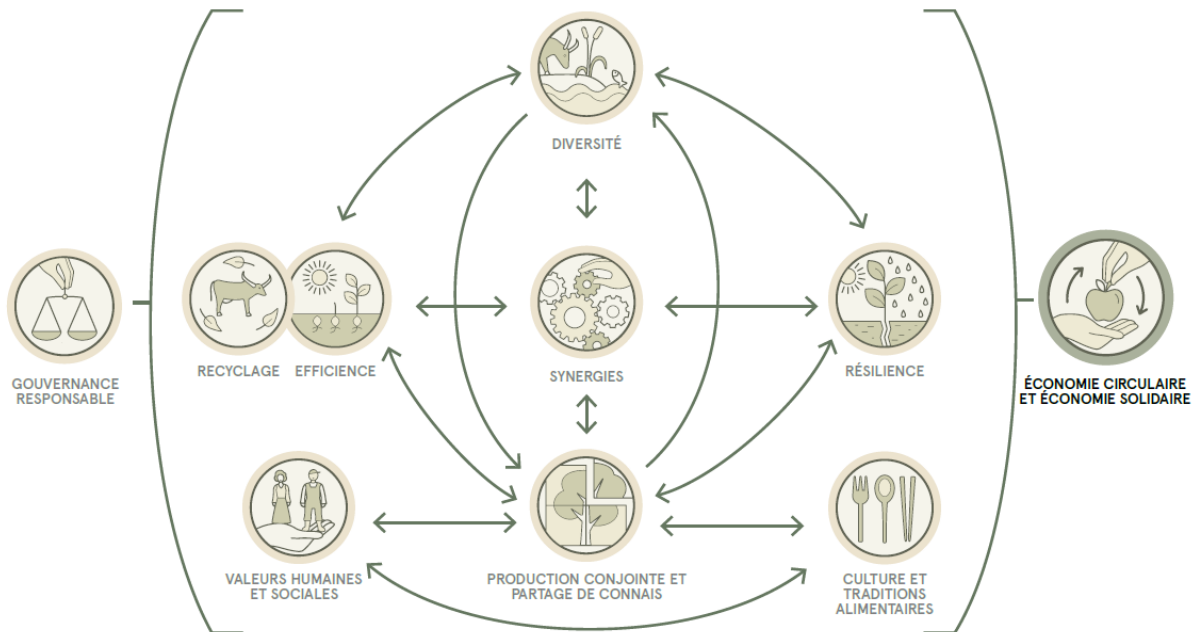 DIVERSITÉ
GOUVERNANCE
RESPONSABLE
RECYCLAGE
EFFICIENCE
SYNERGIES
RÉSILIENCE
ÉCONOMIE CIRCULAIRE
ET ÉCONOMIE SOLIDAIRE
VALEURS HUMAINES
ET SOCIALES
PRODUCTION CONJOINTE ET
PARTAGE DE CONNAIS
CULTURE ET
TRADITIONS
ALIMENTAIRES